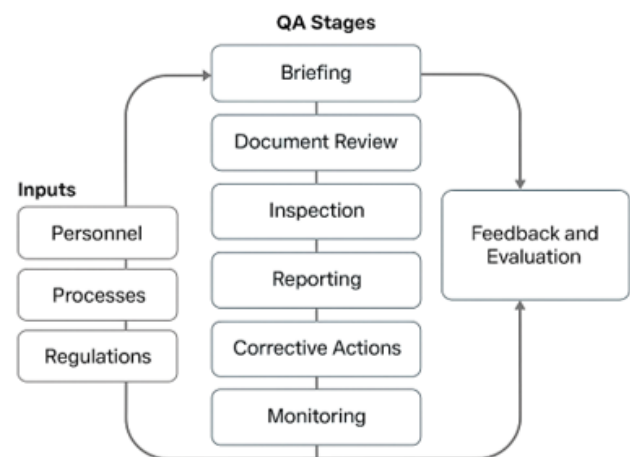 QA Stages
Briefing
Document Review
Inspection
Reporting
Corrective Actions
Monitoring
Inputs
Personnel
Processes
Regulations
Feedback and
Evaluation